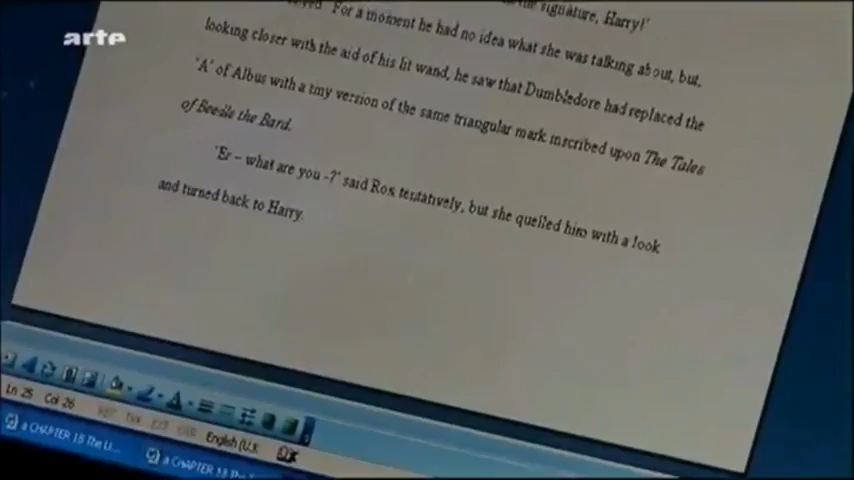 arte
signature, Harry!'
For a moment he had no idea what she was talking about, but,
looking closer with the aid of his lit wand, he saw that Dumbledore had replaced the
'A' of Albus with a tiny version of the same triangular mark inscribed upon The Tales
of Beedle the Bard.
'Er – what are you -?' said Ron tentatively, but she quelled him with a look
and turned back to Harry.
Ln 25 Col 26
English (U.K
a CHAPTER 18 The Li...
a CHAPTER 18 The